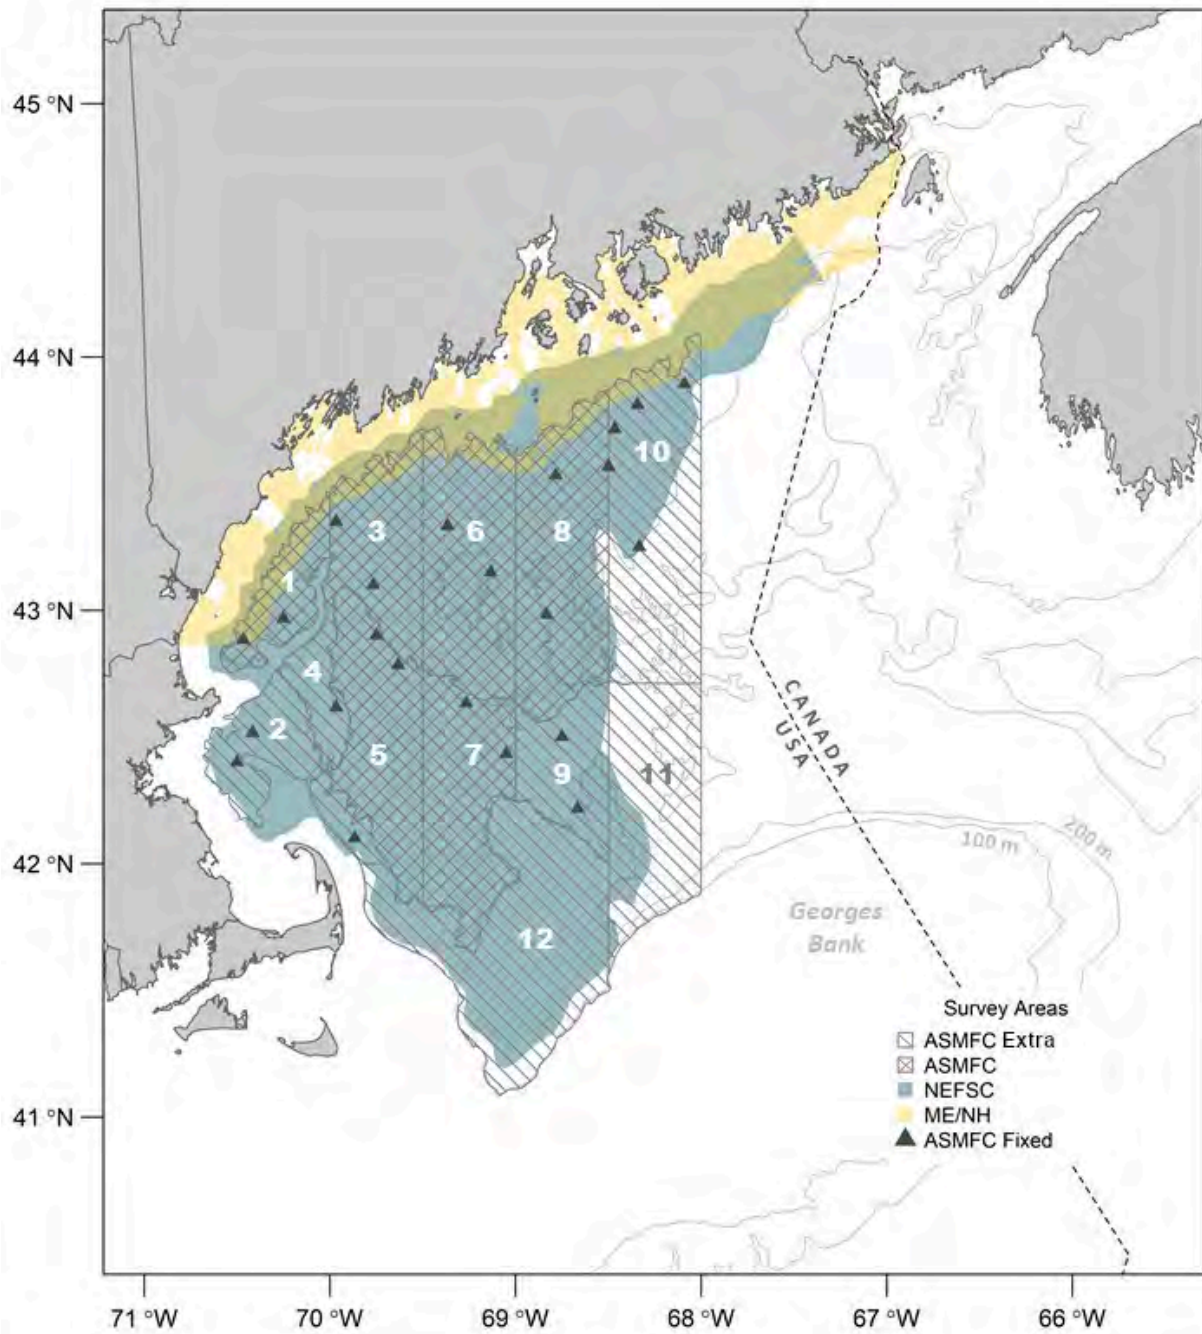 45 °N
44 °N
43 °N
42 °N
41 °N
10
3
6
8
1
4
2
5
7
9
11
12
CANADA
USA
100 m
200 m
Georges
Bank
Survey Areas
ASMFC Extra
ASMFC
NEFSC
ME/NH
ASMFC Fixed
71 °W
70 °W
69 °W
68 °W
67 °W
66 °W